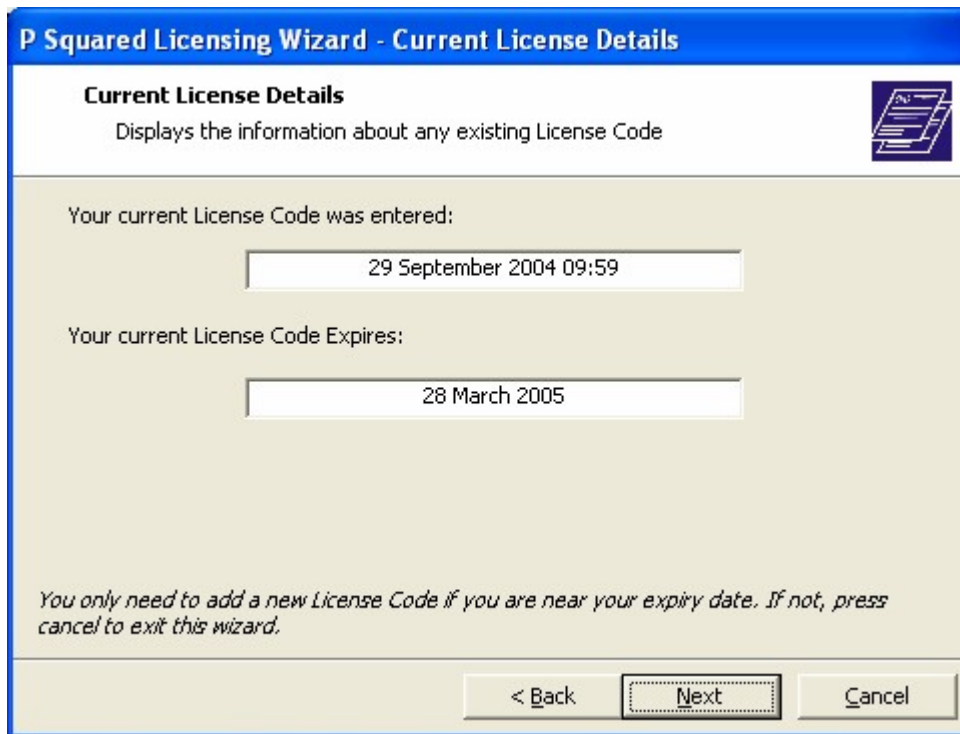 P Squared Licensing Wizard - Current License Details
Current License Details
Displays the information about any existing License Code
Your current License Code was entered:
29 September 2004 09:59
Your current License Code Expires:
28 March 2005
You only need to add a new License Code if you are near your expiry date. If not, press
cancel to exit this wizard.
< Back
Next
Cancel